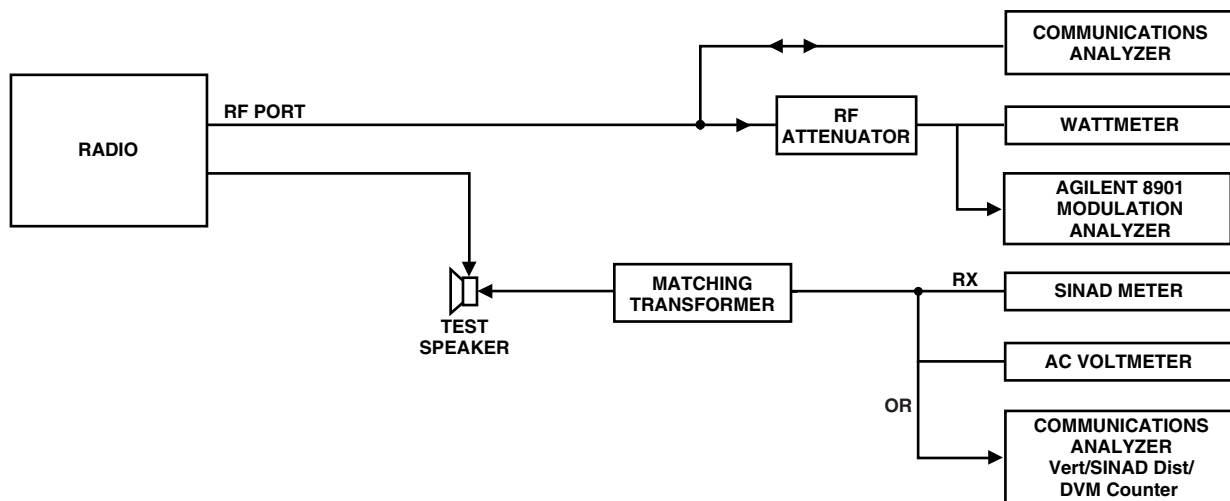 COMMUNICATIONS
ANALYZER
RF PORT
RADIO
RF
ATTENUATOR
WATTMETER
AGILENT 8901
MODULATION
ANALYZER
MATCHING
TRANSFORMER
RX
SINAD METER
TEST
SPEAKER
AC VOLTMETER
OR
COMMUNICATIONS
ANALYZER
Vert/SINAD Dist/
DVM Counter